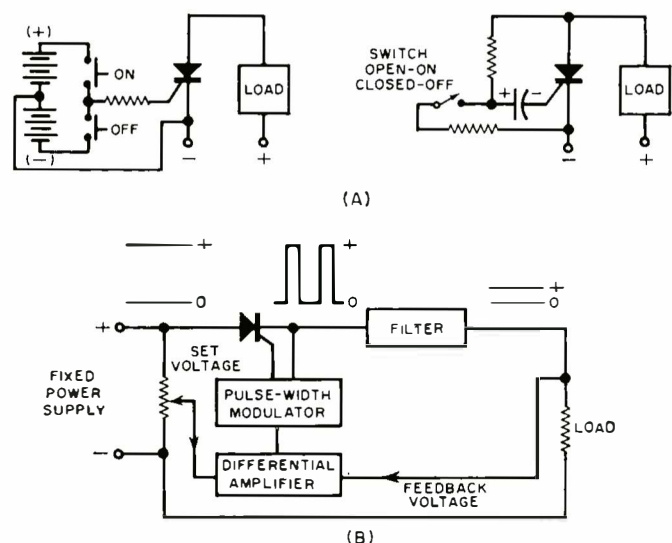 (+)
ON
OFF
(-)
LOAD
-
+
SWITCH
OPEN-ON
CLOSED-OFF
+ -
LOAD
-
+
(A)
+
0
+
0
+
0
+
SET
VOLTAGE
FILTER
FIXED
POWER
SUPPLY
PULSE-WIDTH
MODULATOR
LOAD
-
DIFFERENTIAL
AMPLIFIER
FEEDBACK
VOLTAGE
(B)